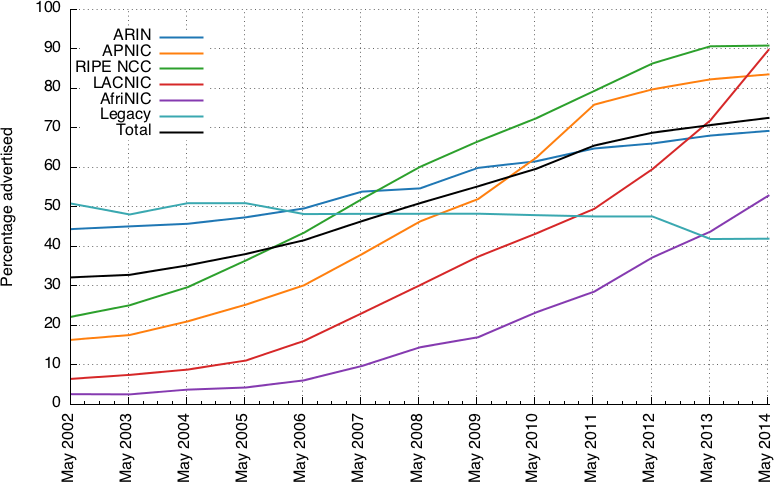 100
90
80
70
60
50
40
30
20
10
0
Percentage advertised
ARIN
APNIC
RIPE NCC
LACNIC
AfriNIC
Legacy
Total
May 2002
May 2003
May 2004
May 2005
May 2006
May 2007
May 2008
May 2009
May 2010
May 2011
May 2012
May 2013
May 2014